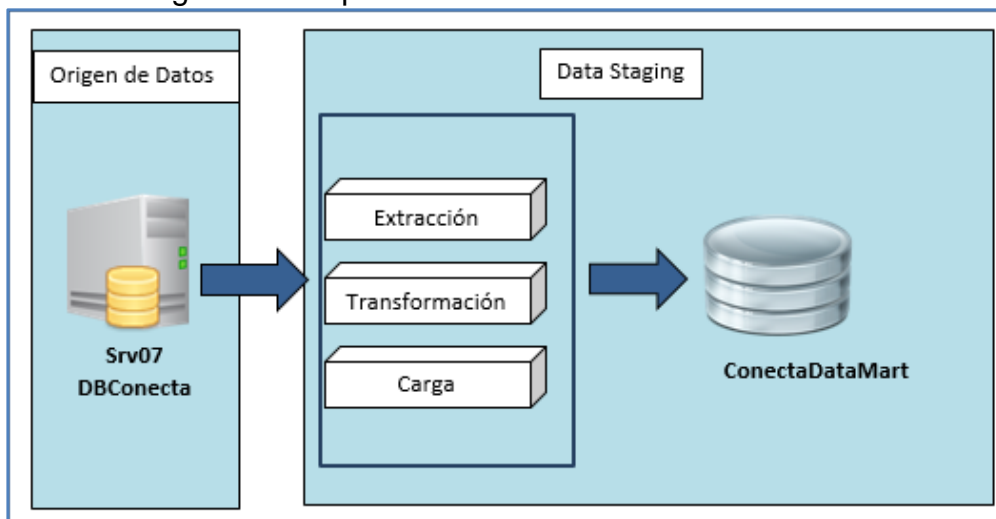 Origen de Datos
Data Staging
Extracción
Transformación
Carga
Srv07
DBConecta
ConectaDataMart